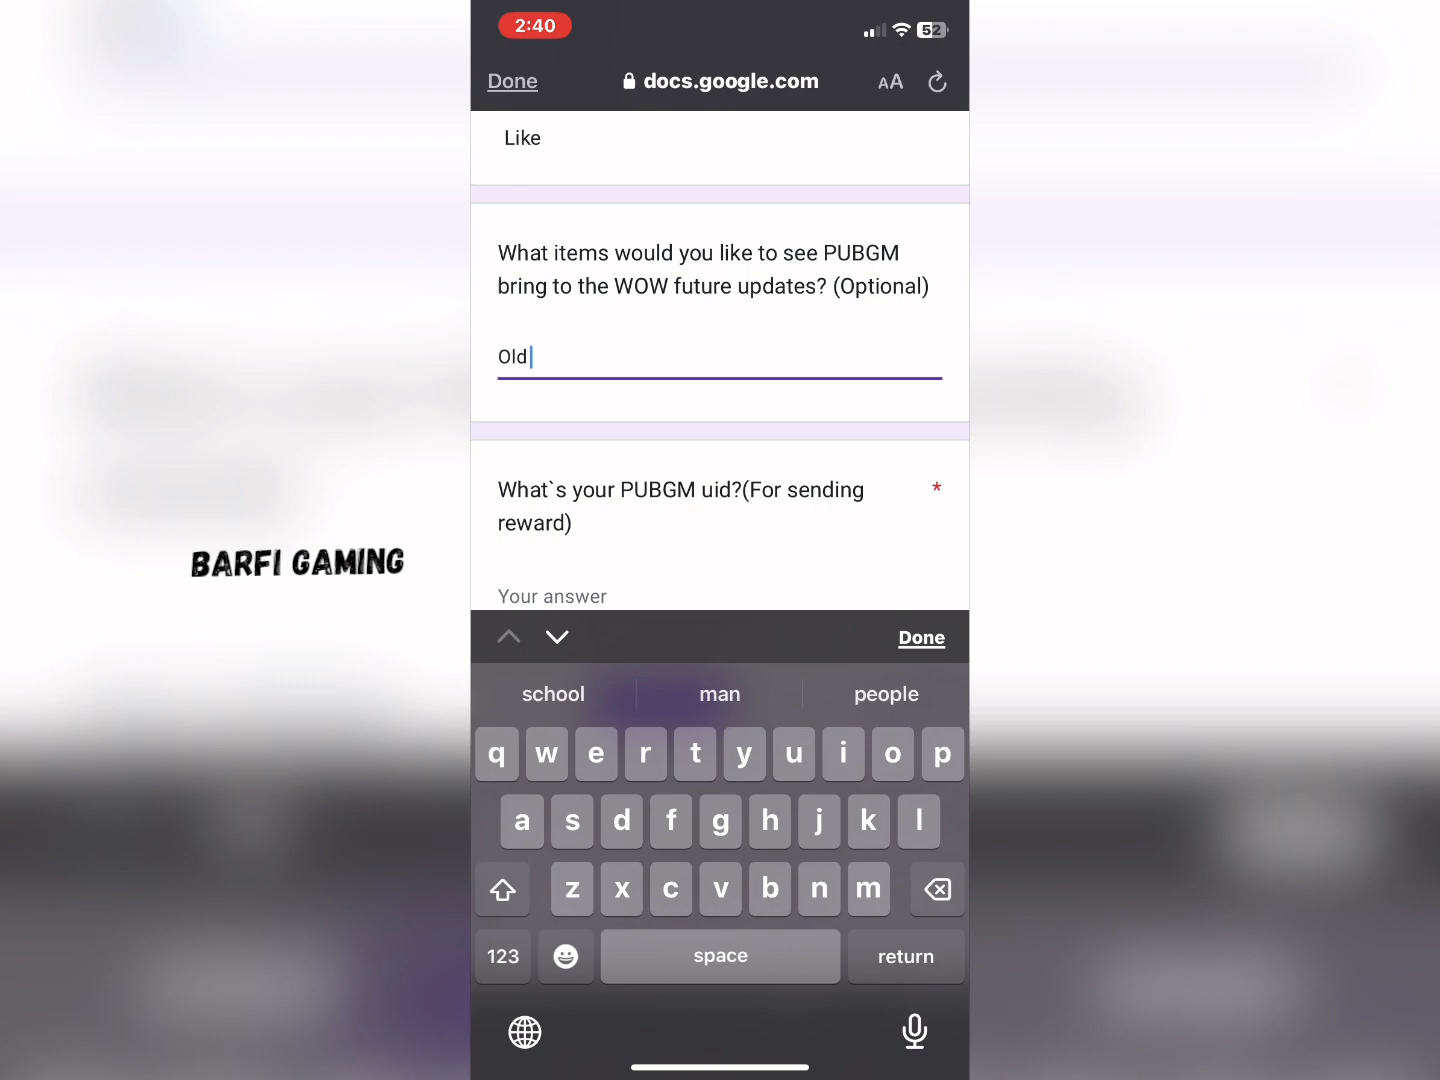 2:40
52
Done
docs.google.com
AA
Like
What items would you like to see PUBGM
bring to the WOW future updates? (Optional)
Old
What`s your PUBGM uid?(For sending
reward)
*
Your answer
BARFI GAMING
Done
school man people
q w e r t y u i o p
a s d f g h j k l
z x c v b n m
123 space return